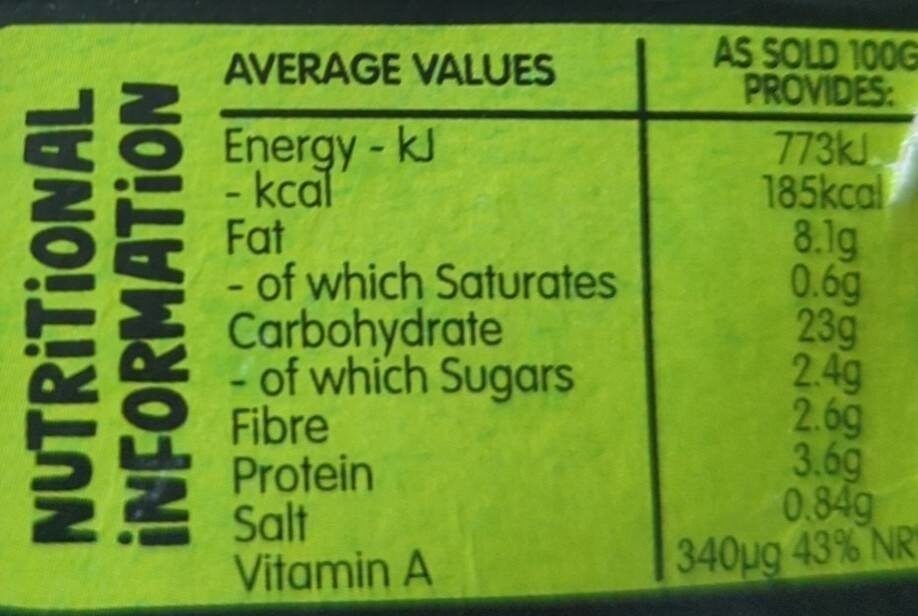 NUTRiTiONAL
iNFORMATiON
AVERAGE VALUES
AS SOLD 100G
PROVIDES:
Energy - kJ 773kJ
- kcal 185kcal
Fat 8.1g
- of which Saturates 0.6g
Carbohydrate 23g
- of which Sugars 2.4g
Fibre 2.6g
Protein 3.6g
Salt 0.84g
Vitamin A 340µg 43% NR